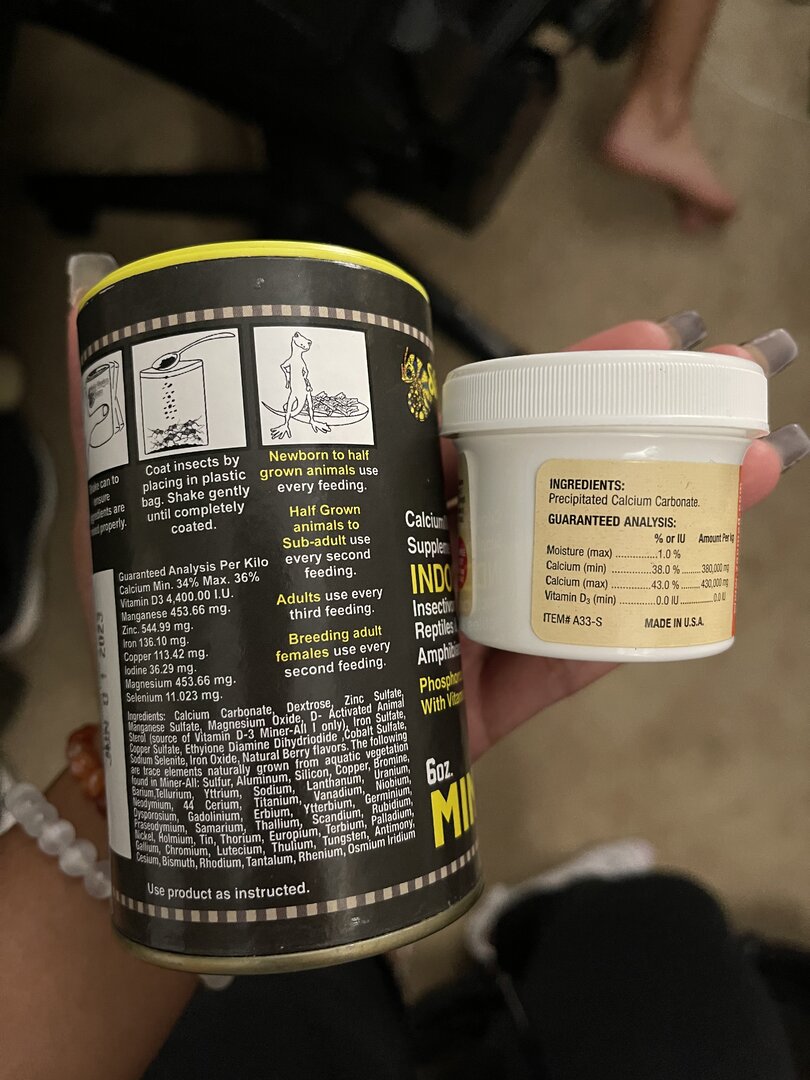 Coat insects by
placing in plastic
bag. Shake gently
until completely
coated.
Newborn to half
grown animals use
every feeding.
Half Grown
animals to
Sub-adult use
every second
feeding.
Adults use every
third feeding.
Breeding adult
females use every
second feeding.
can to
ensure
properly.
Guaranteed Analysis Per Kilo
Calcium Min. 34% Max. 36%
Vitamin D3 4,400.00 I.U.
Manganese 453.66 mg.
Zinc. 544.99 mg.
Iron 136.10 mg.
Copper 113.42 mg.
Iodine 36.29 mg.
Magnesium 453.66 mg.
Selenium 11.023 mg.
Ingredients: Calcium Carbonate, Dextrose, Zinc Sulfate,
Manganese Sulfate, Magnesium Oxide, D- Activated Animal
Sterol (source of Vitamin D-3 Miner-All I only), Iron Sulfate,
Copper Sulfate, Ethyione Diamine Dihydriodide ,Cobalt Sulfate,
Sodium Selenite, Iron Oxide, Natural Berry flavors. The following
are trace elements naturally grown from aquatic vegetation
found in Miner-All: Sulfur, Aluminum, Silicon, Copper, Bromine,
Barium,Tellurium, Yttrium, Sodium, Lanthanum, Uranium,
Neodymium, 44 Cerium, Titanium, Vanadium, Niobium,
Dysporosium, Gadolinium, Erbium, Ytterbium, Germinium,
Praseodymium, Samarium, Thallium, Scandium, Rubidium,
Nickel, Holmium, Tin, Thorium, Europium, Terbium, Palladium,
Gallium, Chromium, Lutecium, Thulium, Tungsten, Antimony,
Cesium, Bismuth, Rhodium, Tantalum, Rhenium, Osmium Iridium
Use product as instructed.
Calcium
INDO
Reptiles
With
6oz.
MIN
INGREDIENTS:
Precipitated Calcium Carbonate.
GUARANTEED ANALYSIS:
% or IU Amount Per kg
Moisture (max) ..............1.0 %
Calcium (min) ................38.0 % ........380,000 mg
Calcium (max) ...............43.0 % ........430,000 mg
Vitamin D3 (min) ............0.0 IU .............0.0 IU
ITEM# A33-S MADE IN U.S.A.